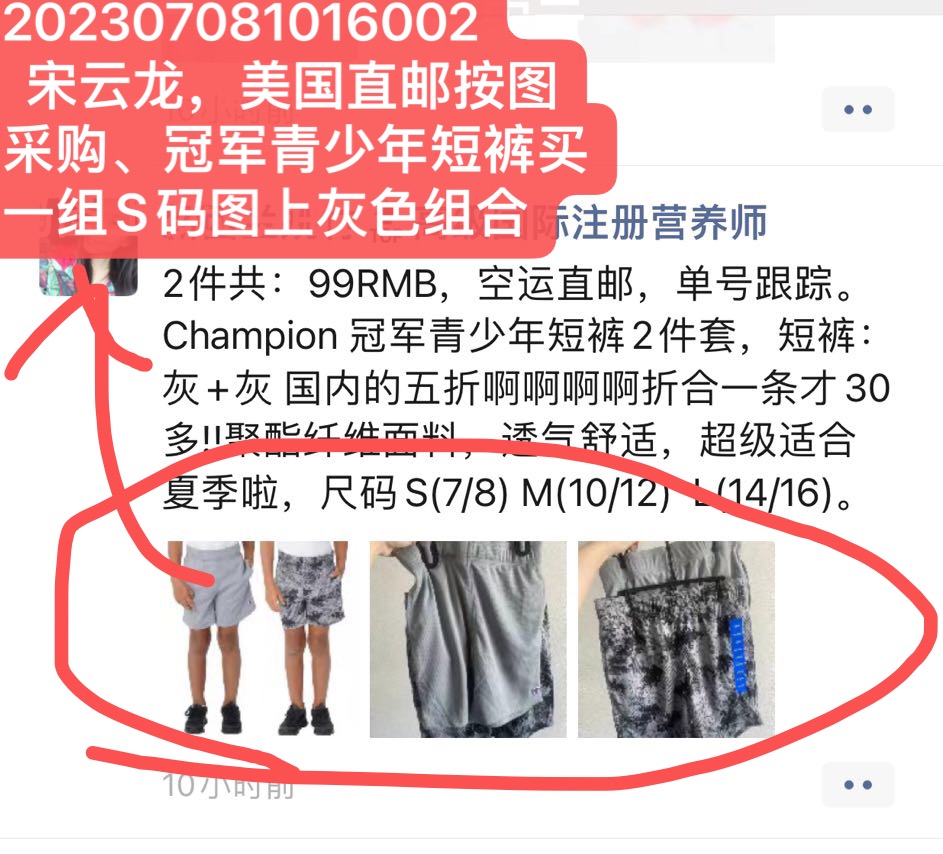 202307081016002
宋云龙，美国直邮按图
采购、冠军青少年短裤买
一组S码图上灰色组合
国际注册营养师
2件共：99RMB，空运直邮，单号跟踪。
Champion 冠军青少年短裤2件套，短裤：
灰+灰 国内的五折啊啊啊啊折合一条才30
多!!聚酯纤维面料，透气舒适，超级适合
夏季啦，尺码S(7/8) M(10/12) L(14/16)。
10小时前